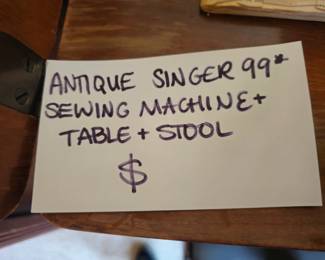 ANTIQUE SINGER 99*
SEWING MACHINE +
TABLE + STOOL
$